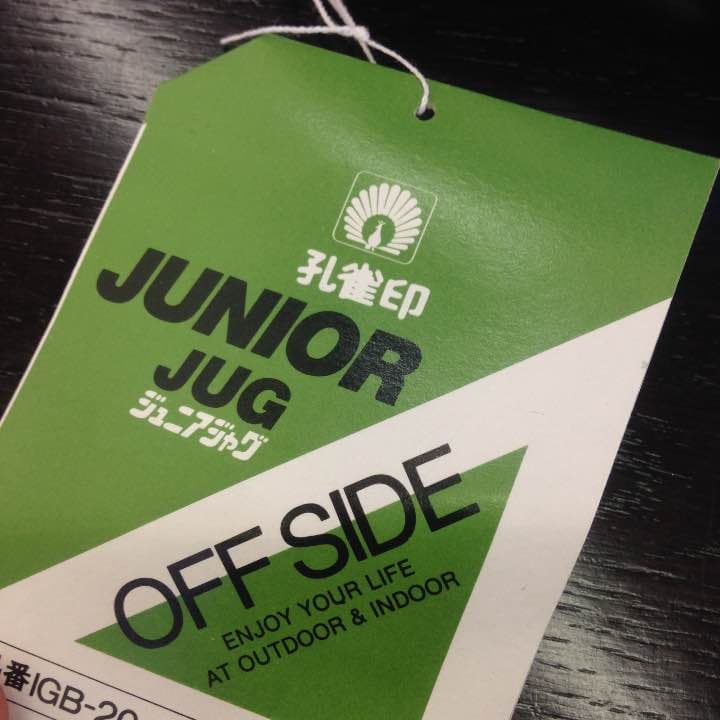 孔雀印
JUNIOR
JUG
ジュニアジャグ
OFF SIDE
ENJOY YOUR LIFE
AT OUTDOOR & INDOOR
番IGB-20